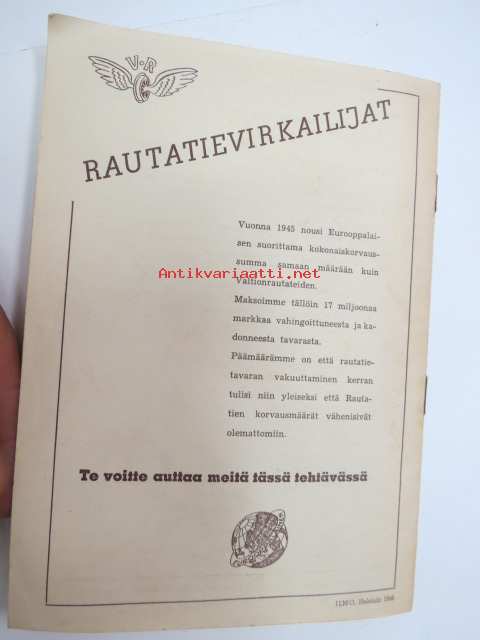 V·R
RAUTATIEVIRKAILIJAT
Vuonna 1945 nousi Eurooppalai-
sen suorittama kokonaiskorvaus-
summa samaan määrään kuin
Valtionrautateiden.
Antikvariaatti.net
Maksoimme tällöin 17 miljoonaa
markkaa vahingoittuneesta ja ka-
donneesta tavarasta.
Päämäärämme on että rautatie-
tavaran vakuuttaminen kerran
tulisi niin yleiseksi että Rauta-
tien korvausmäärät vähenisivät
olemattomiin.
Te voitte auttaa meitä tässä tehtävässä
Helsinki